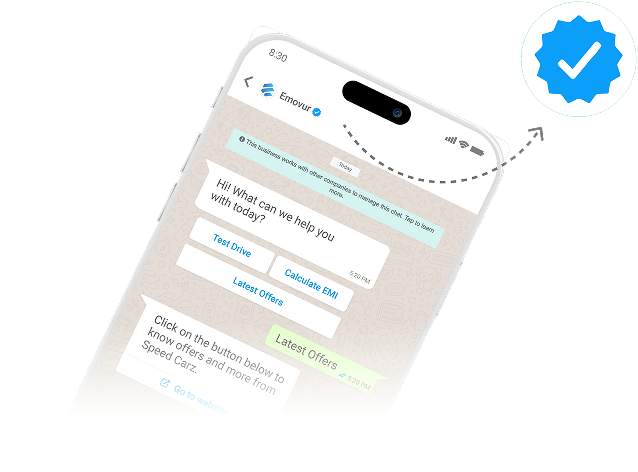 8:30
Emovur
Today
This business works with other companies to manage this chat. Tap to learn
more.
Hi! What can we help you
with today?
5:20 PM
Test Drive
Calculate EMI
Latest Offers
Latest Offers
5:20 PM
Click on the button below to
know offers and more from
Speed Carz.
Go to website